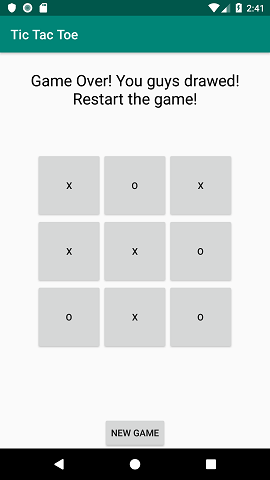 2:41
Tic Tac Toe
Game Over! You guys drawed!
Restart the game!
X O X
X X O
O X O
NEW GAME